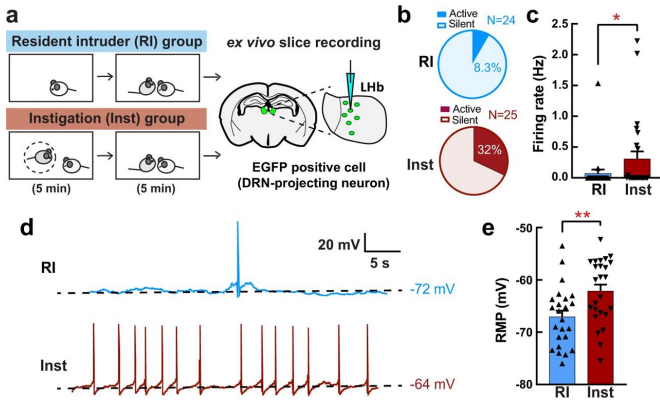 a
Resident intruder (RI) group
Instigation (Inst) group
(5 min)
(5 min)
ex vivo slice recording
LHb
EGFP positive cell
(DRN-projecting neuron)
b
Active
Silent
N=24
RI
8.3%
Active
Silent
N=25
Inst
32%
c
Firing rate (Hz)
2.5
2.0
1.5
1.0
0.5
0.0
*
RI
Inst
d
20 mV
5 s
RI
-72 mV
Inst
-64 mV
e
RMP (mV)
-50
-60
-70
-80
**
RI
Inst